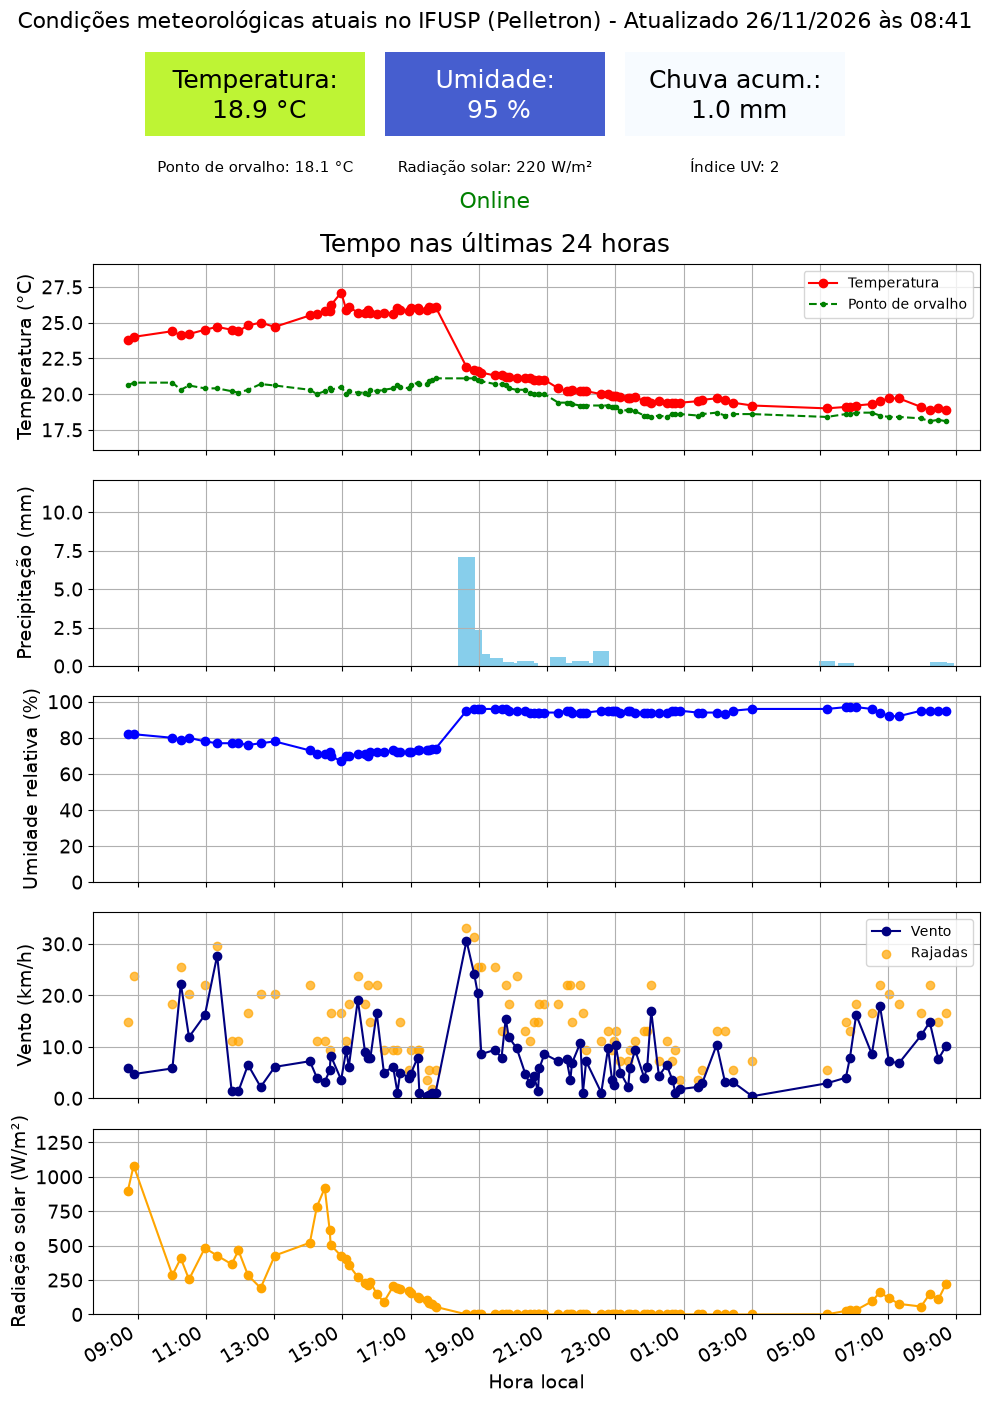 Condições meteorológicas atuais no IFUSP (Pelletron) - Atualizado 26/11/2026 às 08:41
Temperatura:
18.9 °C
Umidade:
95 %
Chuva acum.:
1.0 mm
Ponto de orvalho: 18.1 °C
Radiação solar: 220 W/m²
Índice UV: 2
Online
Tempo nas últimas 24 horas
Temperatura (°C)
27.5
25.0
22.5
20.0
17.5
Temperatura
Ponto de orvalho
Precipitação (mm)
10.0
7.5
5.0
2.5
0.0
Umidade relativa (%)
100
80
60
40
20
0
Vento (km/h)
30.0
20.0
10.0
0.0
Vento
Rajadas
Radiação solar (W/m²)
1250
1000
750
500
250
0
09:00
11:00
13:00
15:00
17:00
19:00
21:00
23:00
01:00
03:00
05:00
07:00
09:00
Hora local